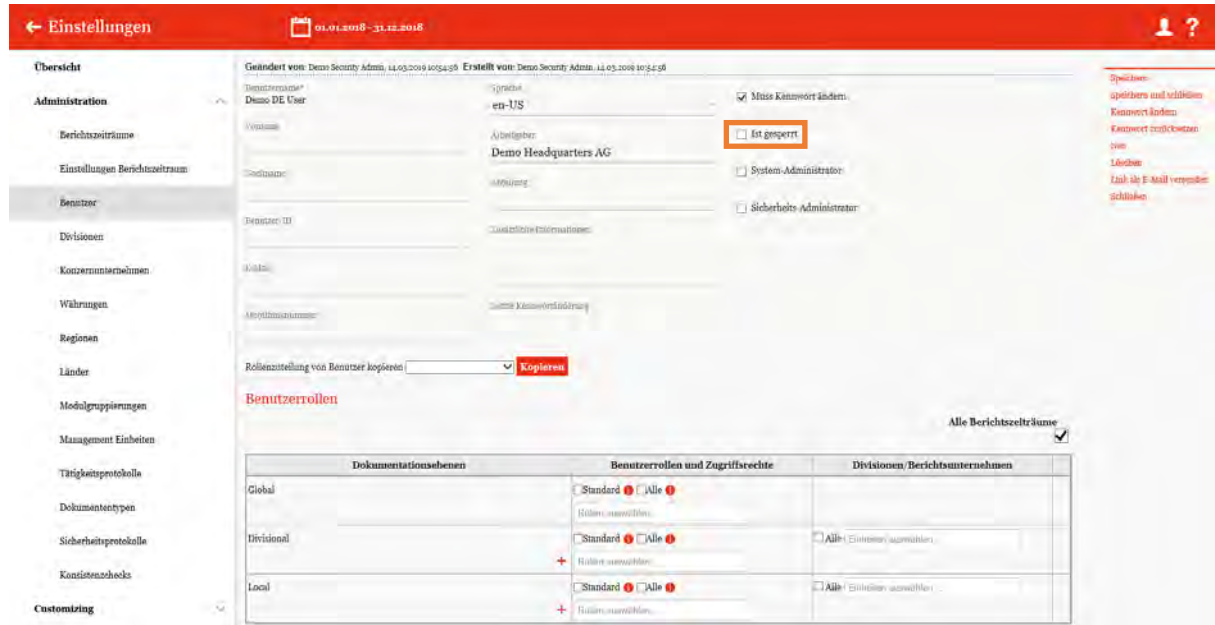 ← Einstellungen
01.01.2018 - 31.12.2018
?
Übersicht
Administration
Berichtszeiträume
Einstellungen Berichtszeitraum
Benutzer
Divisionen
Konzernunternehmen
Währungen
Regionen
Länder
Modulgruppierungen
Management Einheiten
Tätigkeitsprotokolle
Dokumententypen
Sicherheitsprotokolle
Konsistenzchecks
Customizing
Geändert von: Demo Security Admin, 14.03.2019 10:54:56 Erstellt von: Demo Security Admin, 14.03.2019 10:54:56
Benutzername*
Demo DE User
Vorname
Nachname
Benutzer-ID
E-Mail
Mobilfunknummer
Sprache
en-US
Arbeitgeber
Demo Headquarters AG
Abteilung
Zusätzliche Informationen
Letzte Kennwortänderung
Muss Kennwort ändern
Ist gesperrt
System-Administrator
Sicherheits-Administrator
Speichern
Speichern und schließen
Kennwort ändern
Kennwort zurücksetzen
Neu
Löschen
Link als E-Mail versenden
Schließen
Rollenzuteilung von Benutzer kopieren Kopieren
Benutzerrollen
Alle Berichtszeiträume
Dokumentationsebenen Benutzerrollen und Zugriffsrechte Divisionen/Berichtsunternehmen
Global Standard Alle
Rollen auswählen...
Divisional Standard Alle Alle Einheiten auswählen...
+ Rollen auswählen...
Local Standard Alle Alle Einheiten auswählen...
+ Rollen auswählen...